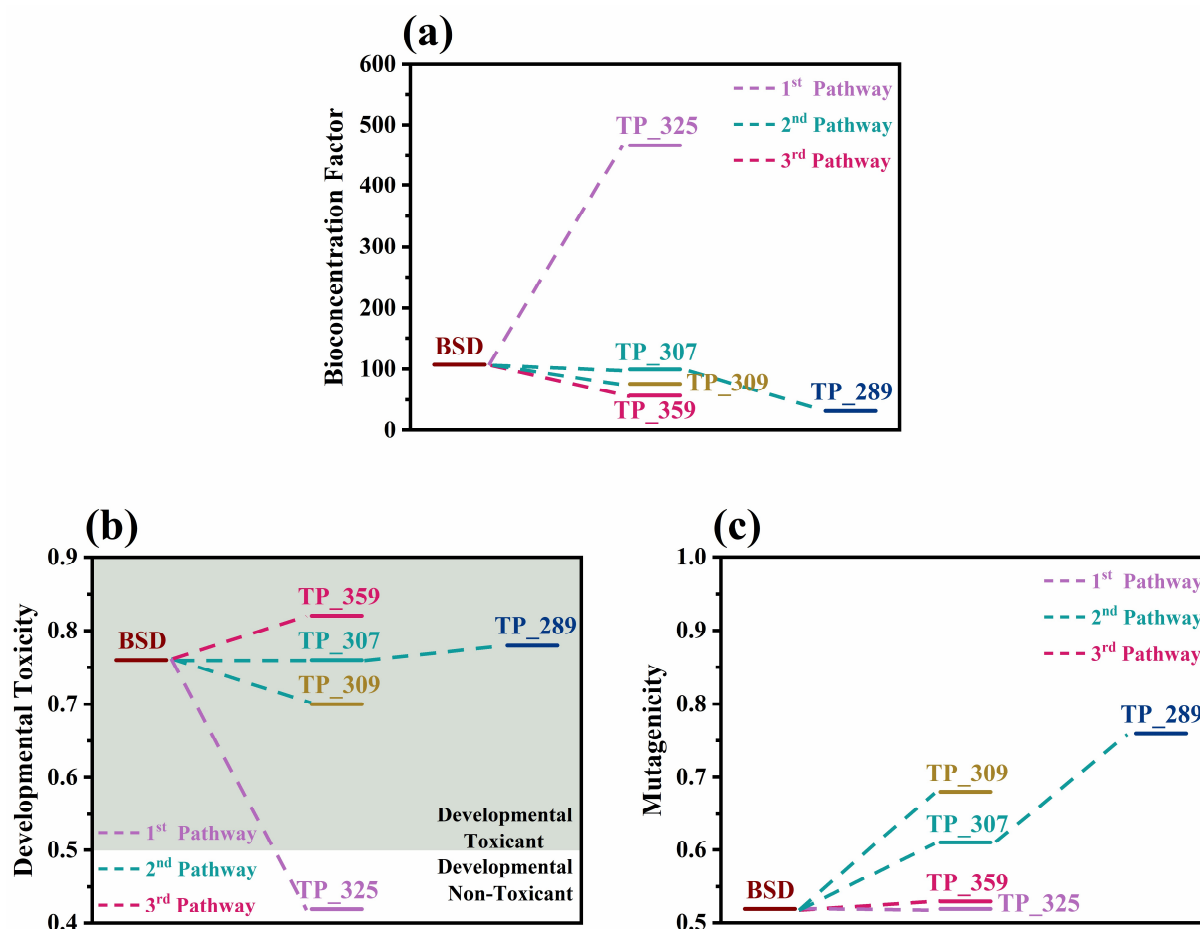 (a)
Bioconcentration Factor
600
500
400
300
200
100
0
1st Pathway
2nd Pathway
3rd Pathway
TP_325
BSD
TP_307
TP_309
TP_359
TP_289
(b)
Developmental Toxicity
0.9
0.8
0.7
0.6
0.5
0.4
TP_359
BSD
TP_307
TP_289
TP_309
Developmental
Toxicant
1st Pathway
2nd Pathway
3rd Pathway
Developmental
Non-Toxicant
TP_325
(c)
Mutagenicity
1.0
0.9
0.8
0.7
0.6
0.5
1st Pathway
2nd Pathway
3rd Pathway
TP_289
TP_309
TP_307
BSD
TP_359
TP_325